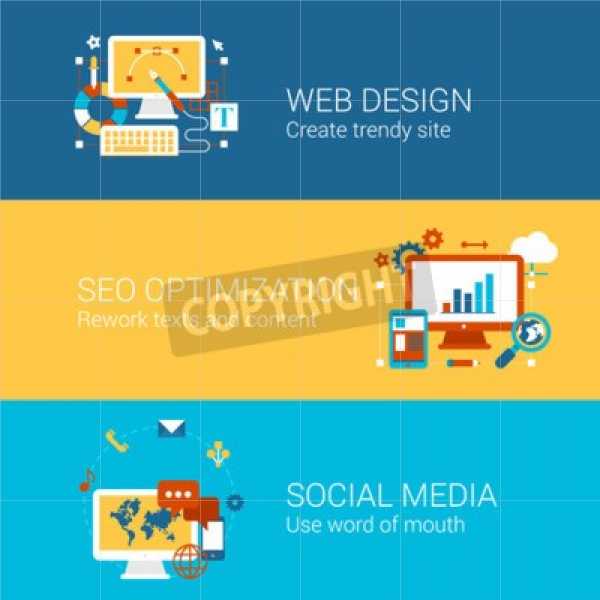 T
WEB DESIGN
Create trendy site
SEO OPTIMIZATION
Rework texts and content
COPYRIGHT
SOCIAL MEDIA
Use word of mouth